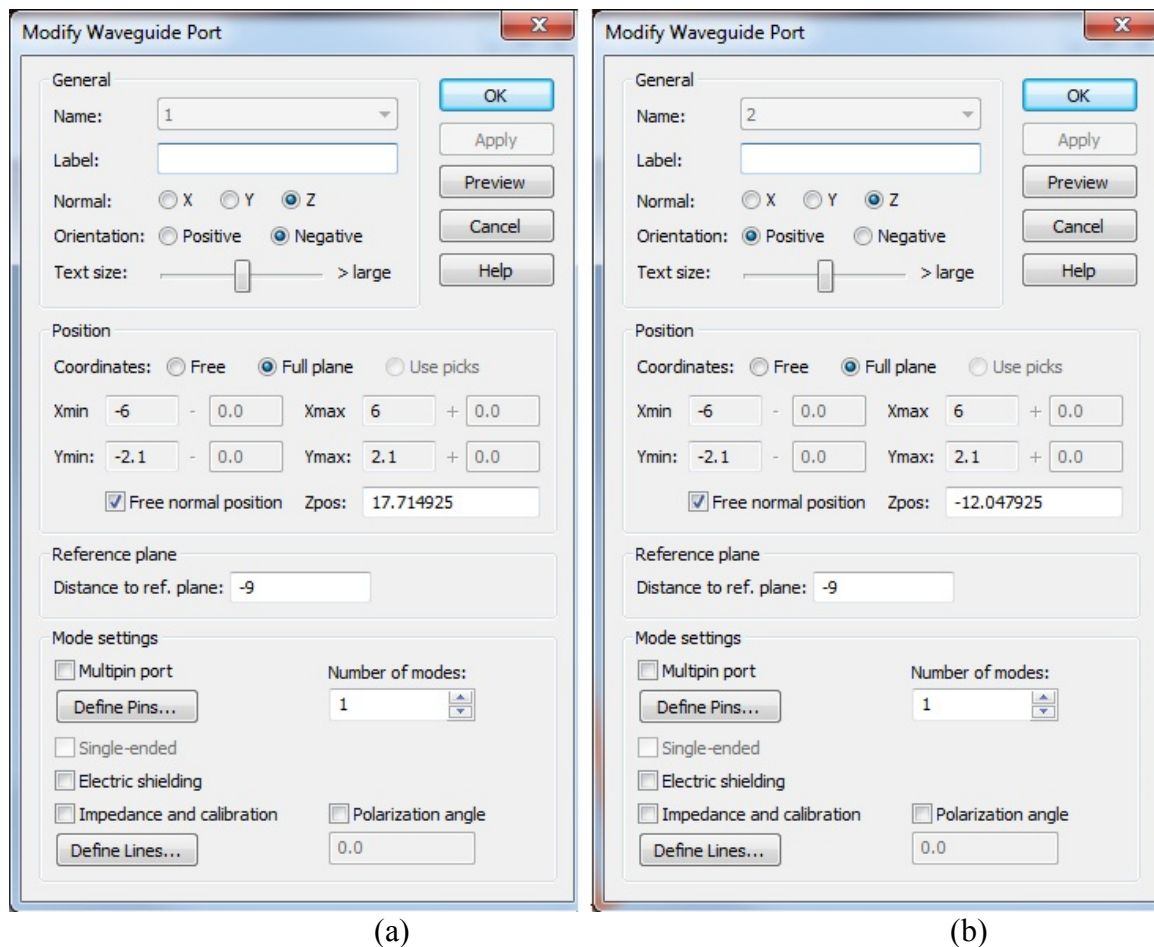 Modify Waveguide Port
General
Name: 1
Label:
Normal: X Y Z
Orientation: Positive Negative
Text size: > large
OK
Apply
Preview
Cancel
Help
Position
Coordinates: Free Full plane Use picks
Xmin -6 - 0.0 Xmax 6 + 0.0
Ymin: -2.1 - 0.0 Ymax: 2.1 + 0.0
Free normal position Zpos: 17.714925
Reference plane
Distance to ref. plane: -9
Mode settings
Multipin port Number of modes:
Define Pins... 1
Single-ended
Electric shielding
Impedance and calibration Polarization angle
Define Lines... 0.0
(a)
Modify Waveguide Port
General
Name: 2
Label:
Normal: X Y Z
Orientation: Positive Negative
Text size: > large
OK
Apply
Preview
Cancel
Help
Position
Coordinates: Free Full plane Use picks
Xmin -6 - 0.0 Xmax 6 + 0.0
Ymin: -2.1 - 0.0 Ymax: 2.1 + 0.0
Free normal position Zpos: -12.047925
Reference plane
Distance to ref. plane: -9
Mode settings
Multipin port Number of modes:
Define Pins... 1
Single-ended
Electric shielding
Impedance and calibration Polarization angle
Define Lines... 0.0
(b)